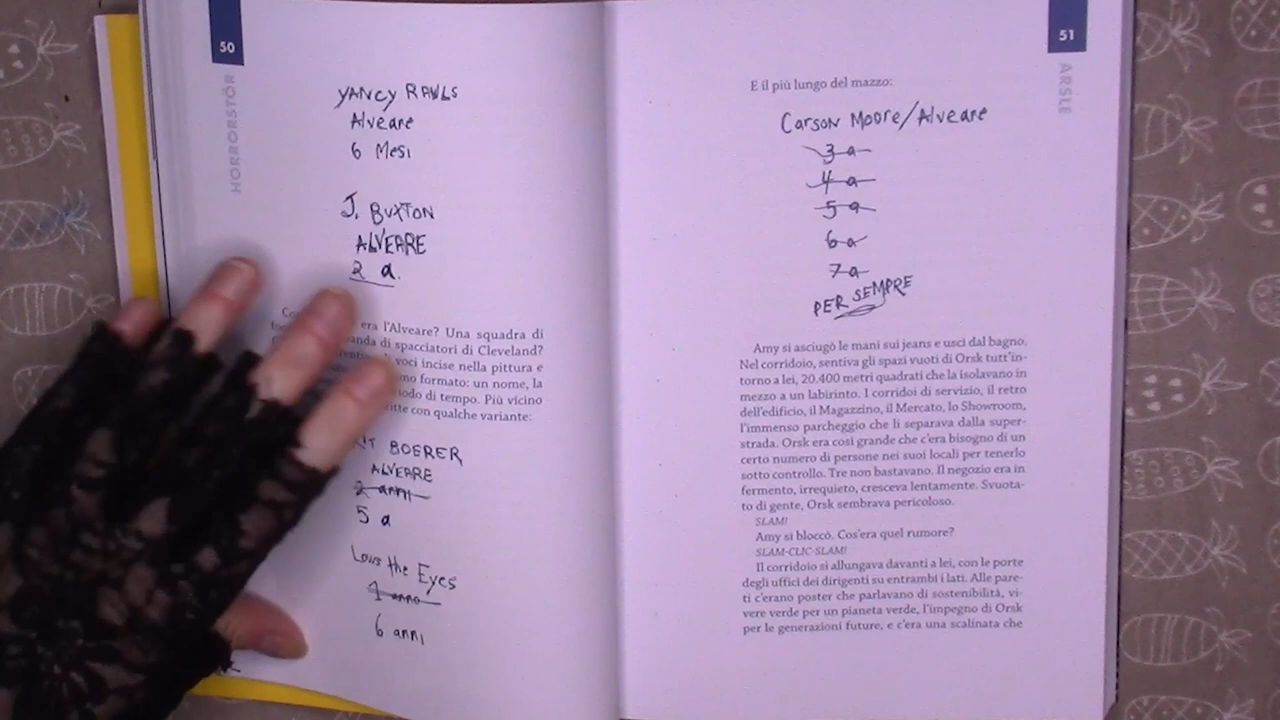 50
HORRORSTÖR
YANCY RAWLS
Alveare
6 Mesi
J. BUXTON
ALVEARE
2 a.
era l'Alveare? Una squadra di
banda di spacciatori di Cleveland?
voci incise nella pittura e
formato: un nome, la
periodo di tempo. Più vicino
con qualche variante:
BOERER
ALVEARE
2 anni
5 a
Louis the Eyes
1 anno
6 anni
51
ARSLE
E il più lungo del mazzo:
Carson Moore/Alveare
3 a
4 a
5 a
6 a
7 a
PER SEMPRE
Amy si asciugò le mani sui jeans e uscì dal bagno.
Nel corridoio, sentiva gli spazi vuoti di Orsk tutt'in-
torno a lei, 20.400 metri quadrati che la isolavano in
mezzo a un labirinto. I corridoi di servizio, il retro
dell'edificio, il Magazzino, il Mercato, lo Showroom,
l'immenso parcheggio che li separava dalla super-
strada. Orsk era così grande che c'era bisogno di un
certo numero di persone nei suoi locali per tenerlo
sotto controllo. Tre non bastavano. Il negozio era in
fermento, irrequieto, cresceva lentamente. Svuota-
to di gente, Orsk sembrava pericoloso.
SLAM!
Amy si bloccò. Cos'era quel rumore?
SLAM-CLIC-SLAM!
Il corridoio si allungava davanti a lei, con le porte
degli uffici dei dirigenti su entrambi i lati. Alle pare-
ti c'erano poster che parlavano di sostenibilità, vi-
vere verde per un pianeta verde, l'impegno di Orsk
per le generazioni future, e c'era una scalinata che